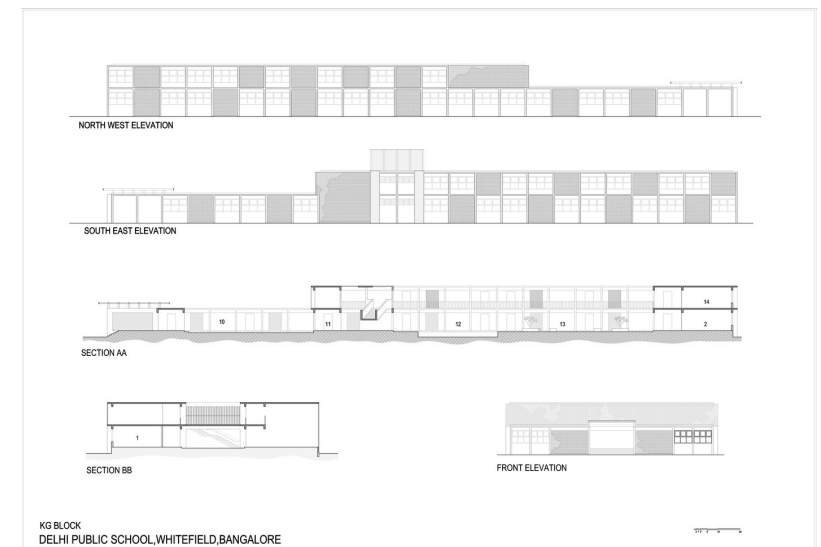 NORTH WEST ELEVATION
SOUTH EAST ELEVATION
14
10
11
12
13
2
SECTION AA
1
SECTION BB
FRONT ELEVATION
KG BLOCK
DELHI PUBLIC SCHOOL,WHITEFIELD,BANGALORE